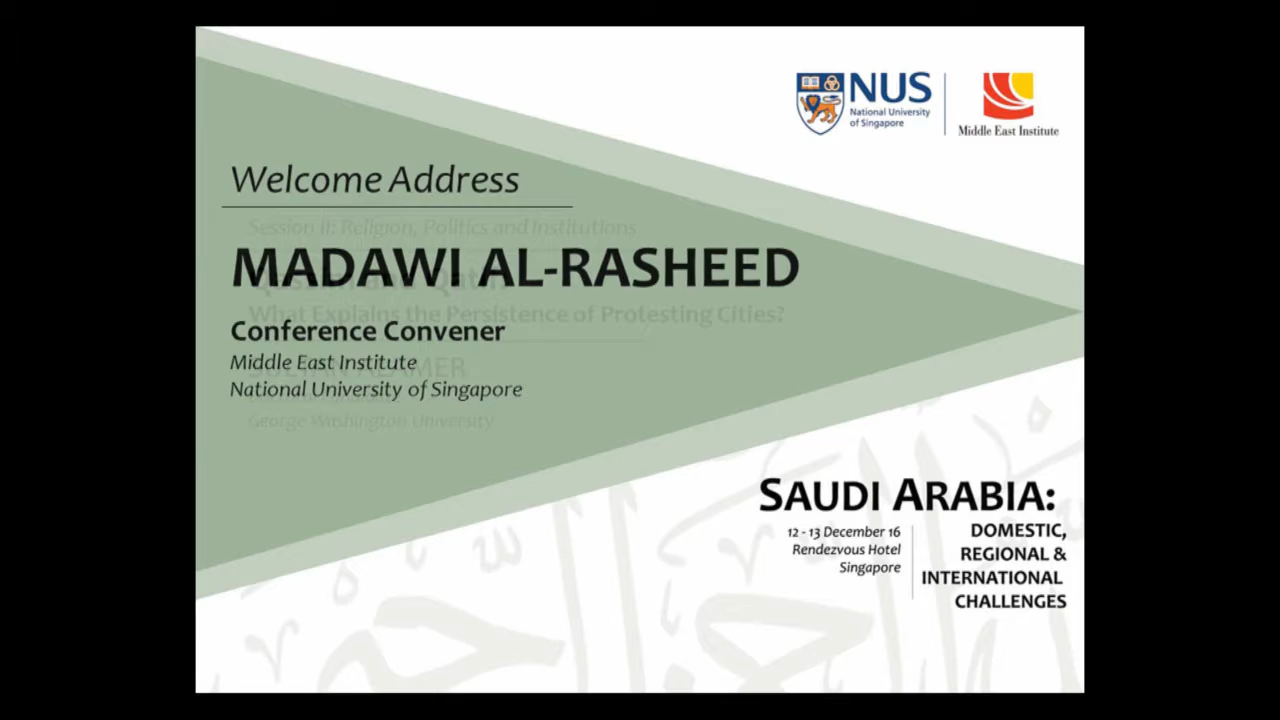 NUS
National University
of Singapore
Middle East Institute
Welcome Address
Session II: Religion, Politics and Institutions
MADAWI AL-RASHEED
What Explains the Persistence of Protesting Cities?
Conference Convener
Middle East Institute
National University of Singapore
George Washington University
SAUDI ARABIA:
12 - 13 December 16
Rendezvous Hotel
Singapore
DOMESTIC,
REGIONAL &
INTERNATIONAL
CHALLENGES